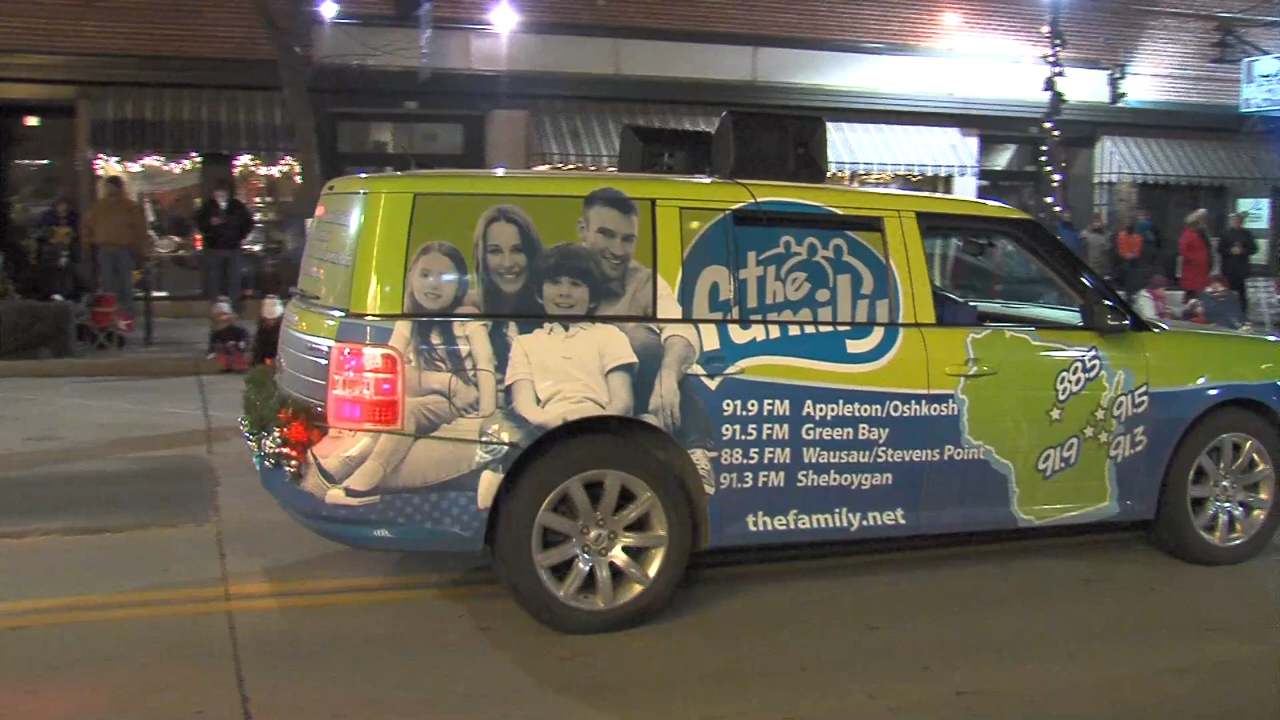 the
family
91.9 FM Appleton/Oshkosh
91.5 FM Green Bay
88.5 FM Wausau/Stevens Point
91.3 FM Sheboygan
thefamily.net
88.5
91.5
91.9
91.3